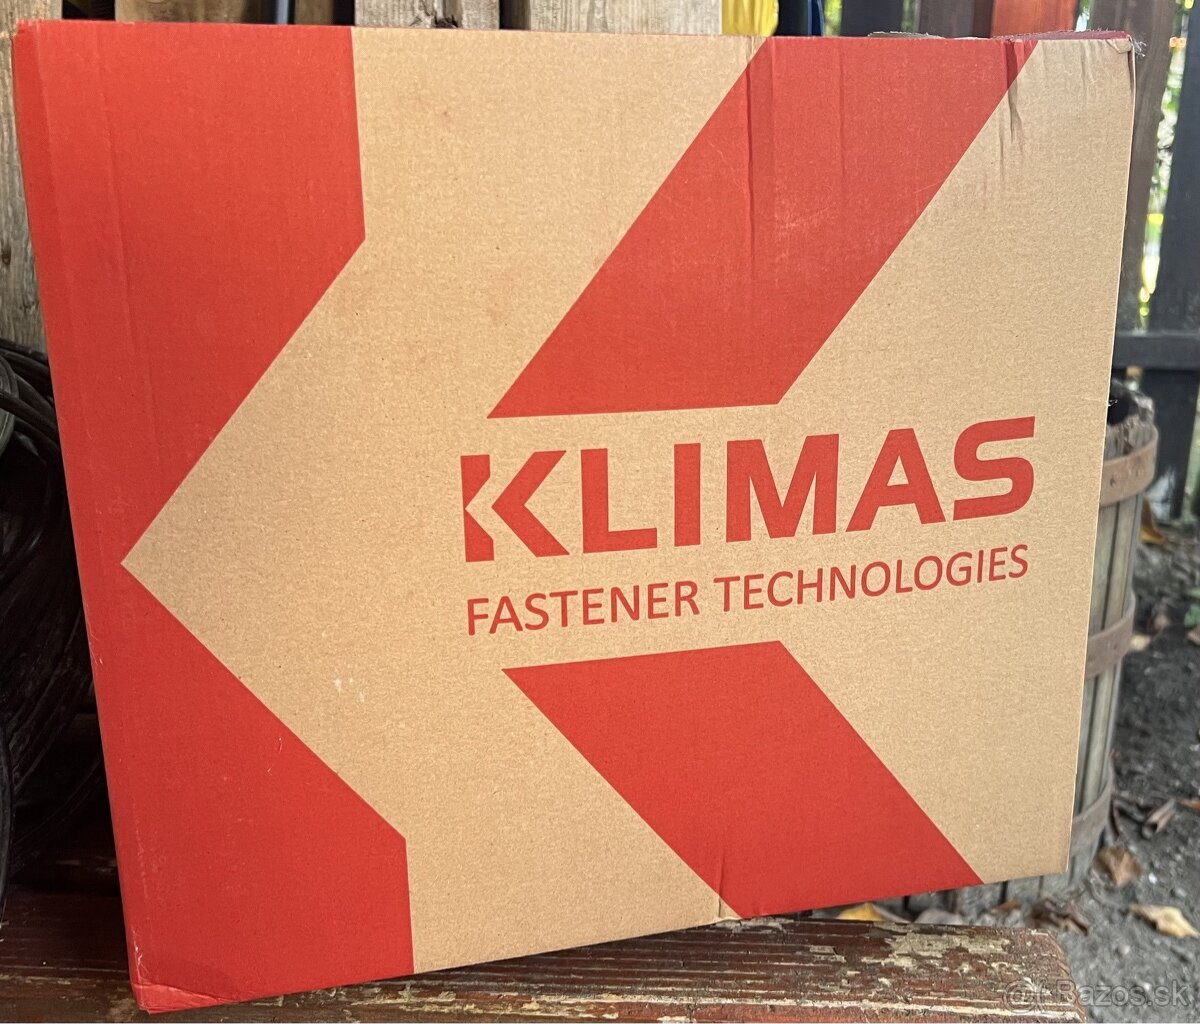 KLIMAS
FASTENER TECHNOLOGIES
Bazos.sk